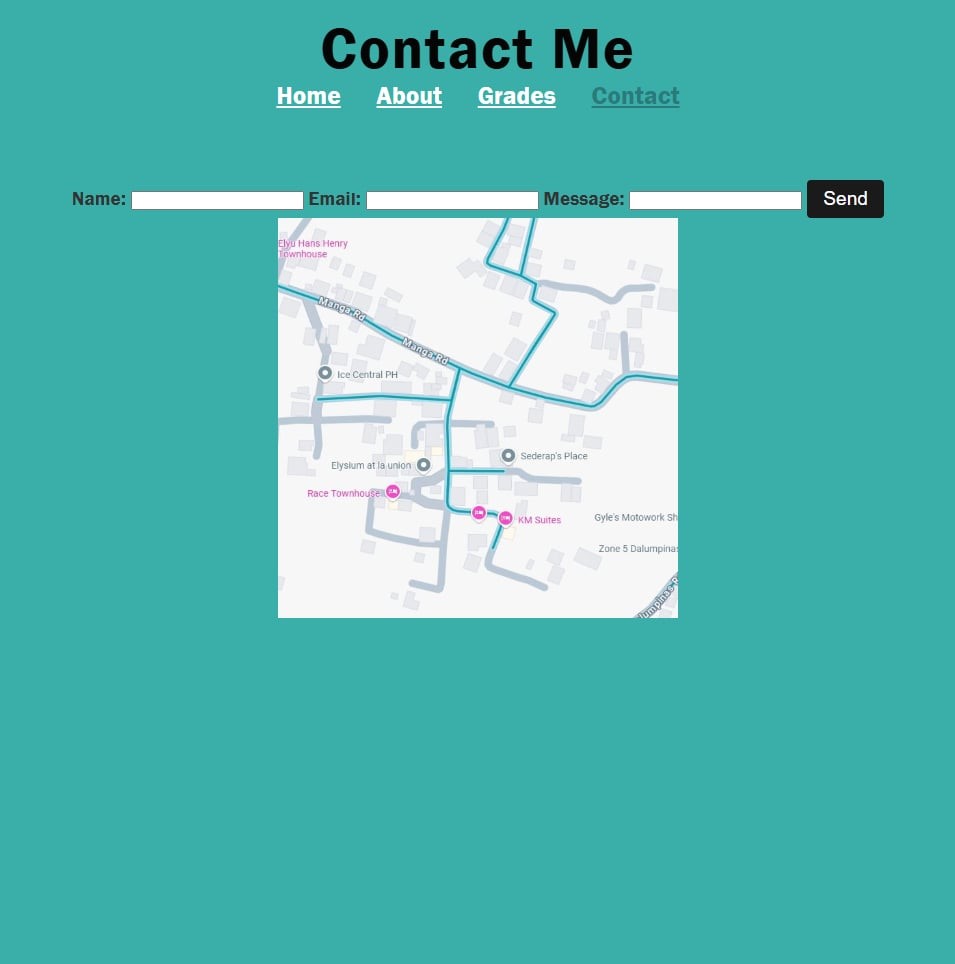 Contact Me
Home About Grades Contact
Name: Email: Message: Send
Elyu Hans Henry
Townhouse
Manga Rd
Manga Rd
Ice Central PH
Sederap's Place
Elysium at la union
Race Townhouse
KM Suites
Gyle's Motowork Sh
Zone 5 Dalumpinas